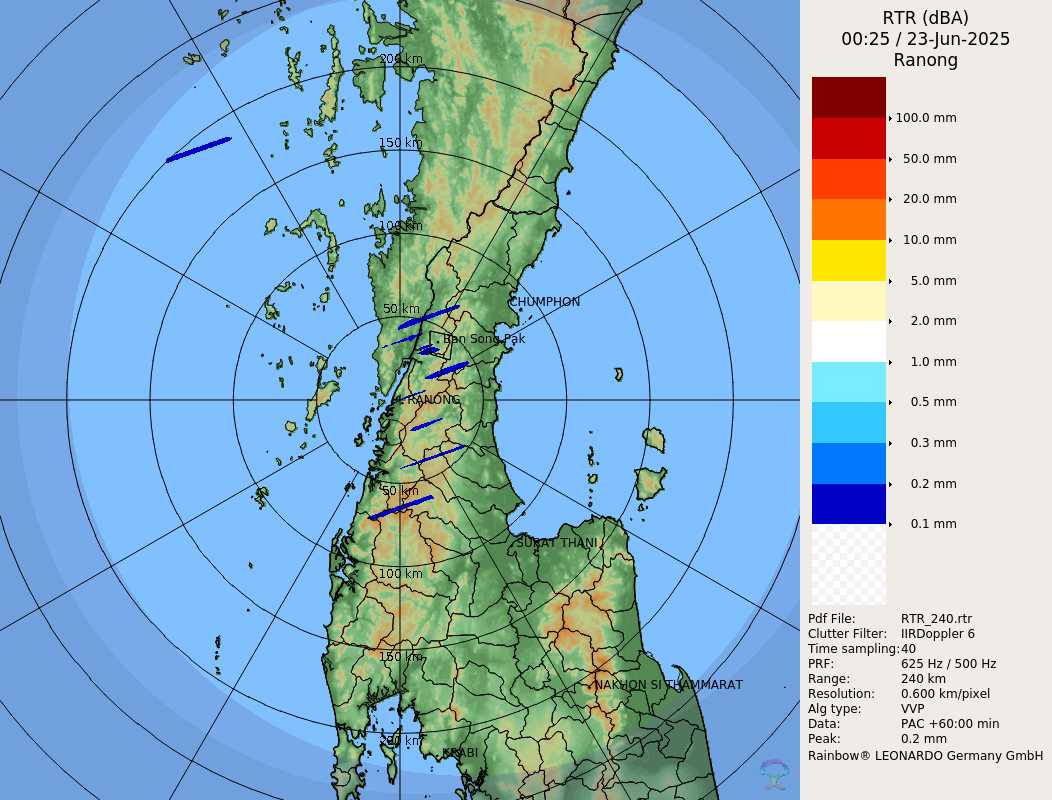 RTR (dBA)
00:25 / 23-Jun-2025
Ranong
100.0 mm
50.0 mm
20.0 mm
10.0 mm
5.0 mm
2.0 mm
1.0 mm
0.5 mm
0.3 mm
0.2 mm
0.1 mm
Pdf File: RTR_240.rtr
Clutter Filter: IIRDoppler 6
Time sampling: 40
PRF: 625 Hz / 500 Hz
Range: 240 km
Resolution: 0.600 km/pixel
Alg type: VVP
Data: PAC +60:00 min
Peak: 0.2 mm
Rainbow® LEONARDO Germany GmbH
200 km
150 km
100 km
50 km
CHUMPHON
Ban Song Pak
RANONG
50 km
SURAT THANI
100 km
150 km
NAKHON SI THAMMARAT
200 km
KRABI